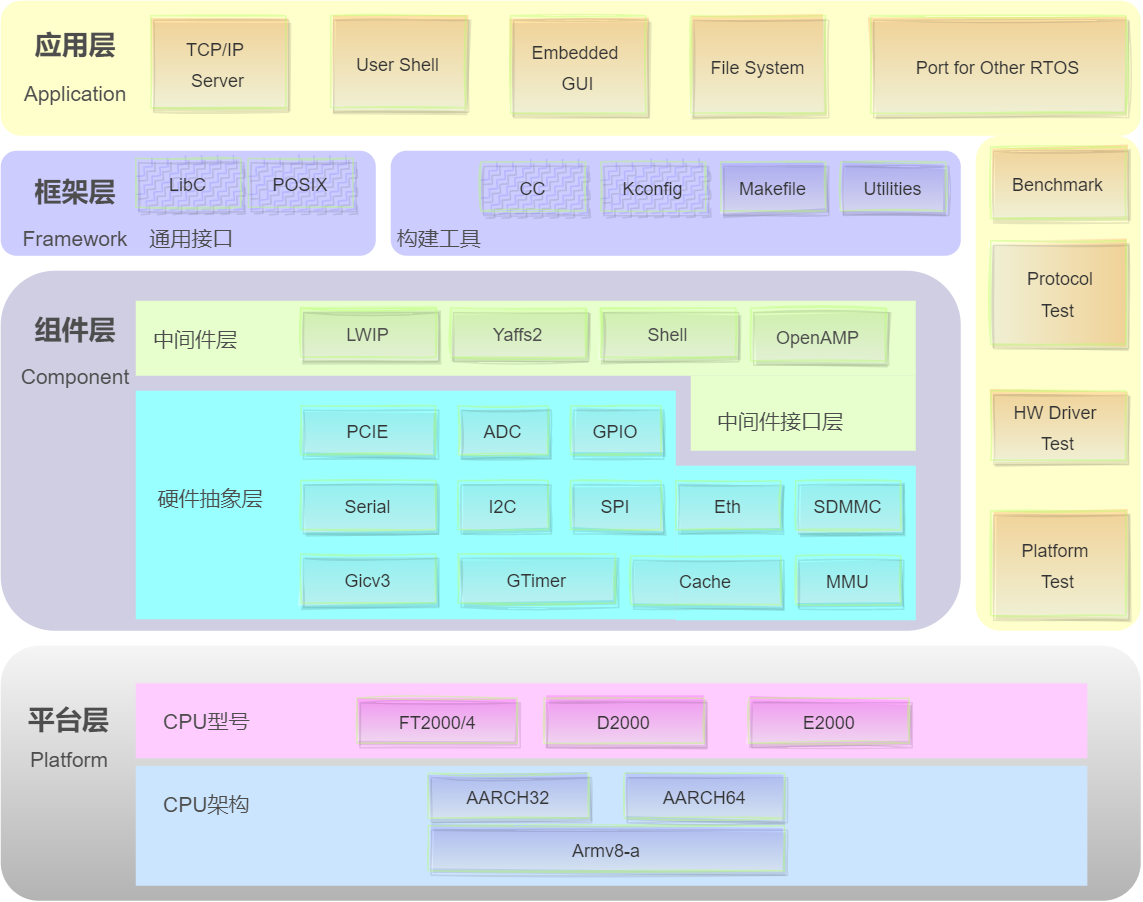 应用层
Application
TCP/IP
Server
User Shell
Embedded
GUI
File System
Port for Other RTOS
框架层
Framework
LibC
POSIX
通用接口
CC
Kconfig
Makefile
Utilities
构建工具
Benchmark
Protocol
Test
HW Driver
Test
Platform
Test
组件层
Component
中间件层
LWIP
Yaffs2
Shell
OpenAMP
中间件接口层
硬件抽象层
PCIE
ADC
GPIO
Serial
I2C
SPI
Eth
SDMMC
Gicv3
GTimer
Cache
MMU
平台层
Platform
CPU型号
FT2000/4
D2000
E2000
CPU架构
AARCH32
AARCH64
Armv8-a